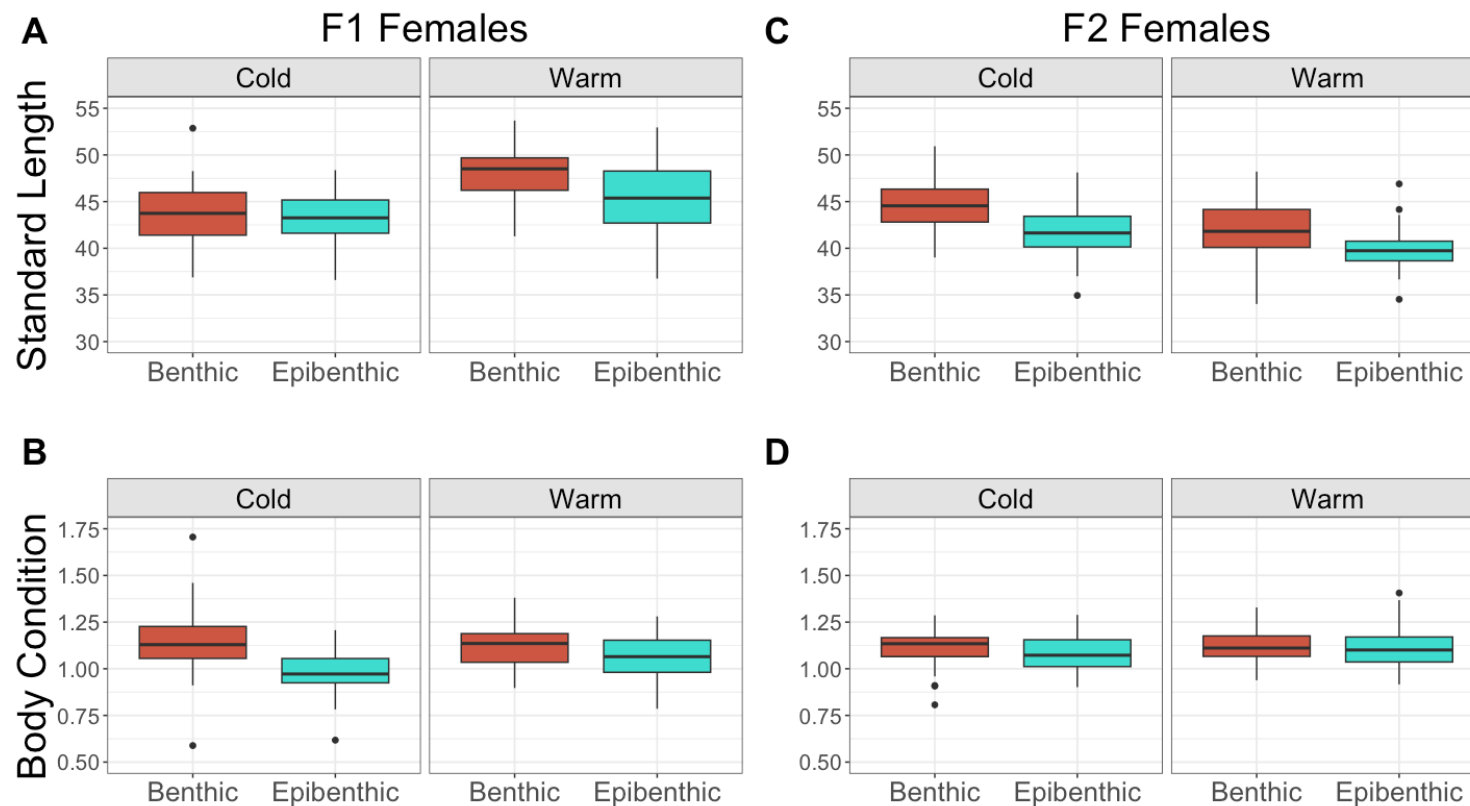 A
F1 Females
Cold
Warm
Standard Length
55
50
45
40
35
30
Benthic
Epibenthic
Benthic
Epibenthic
C
F2 Females
Cold
Warm
55
50
45
40
35
30
Benthic
Epibenthic
Benthic
Epibenthic
B
Cold
Warm
Body Condition
1.75
1.50
1.25
1.00
0.75
0.50
Benthic
Epibenthic
Benthic
Epibenthic
D
Cold
Warm
1.75
1.50
1.25
1.00
0.75
0.50
Benthic
Epibenthic
Benthic
Epibenthic